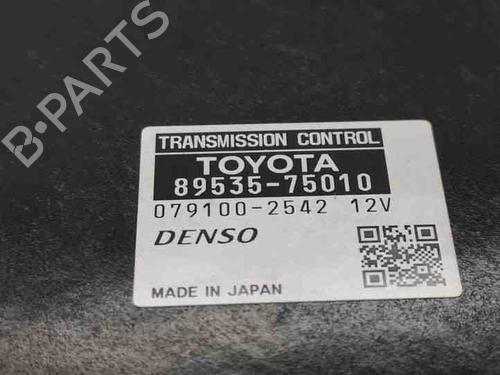 B-PARTS
TRANSMISSION CONTROL
TOYOTA
89535-75010
079100-2542 12V
DENSO
MADE IN JAPAN